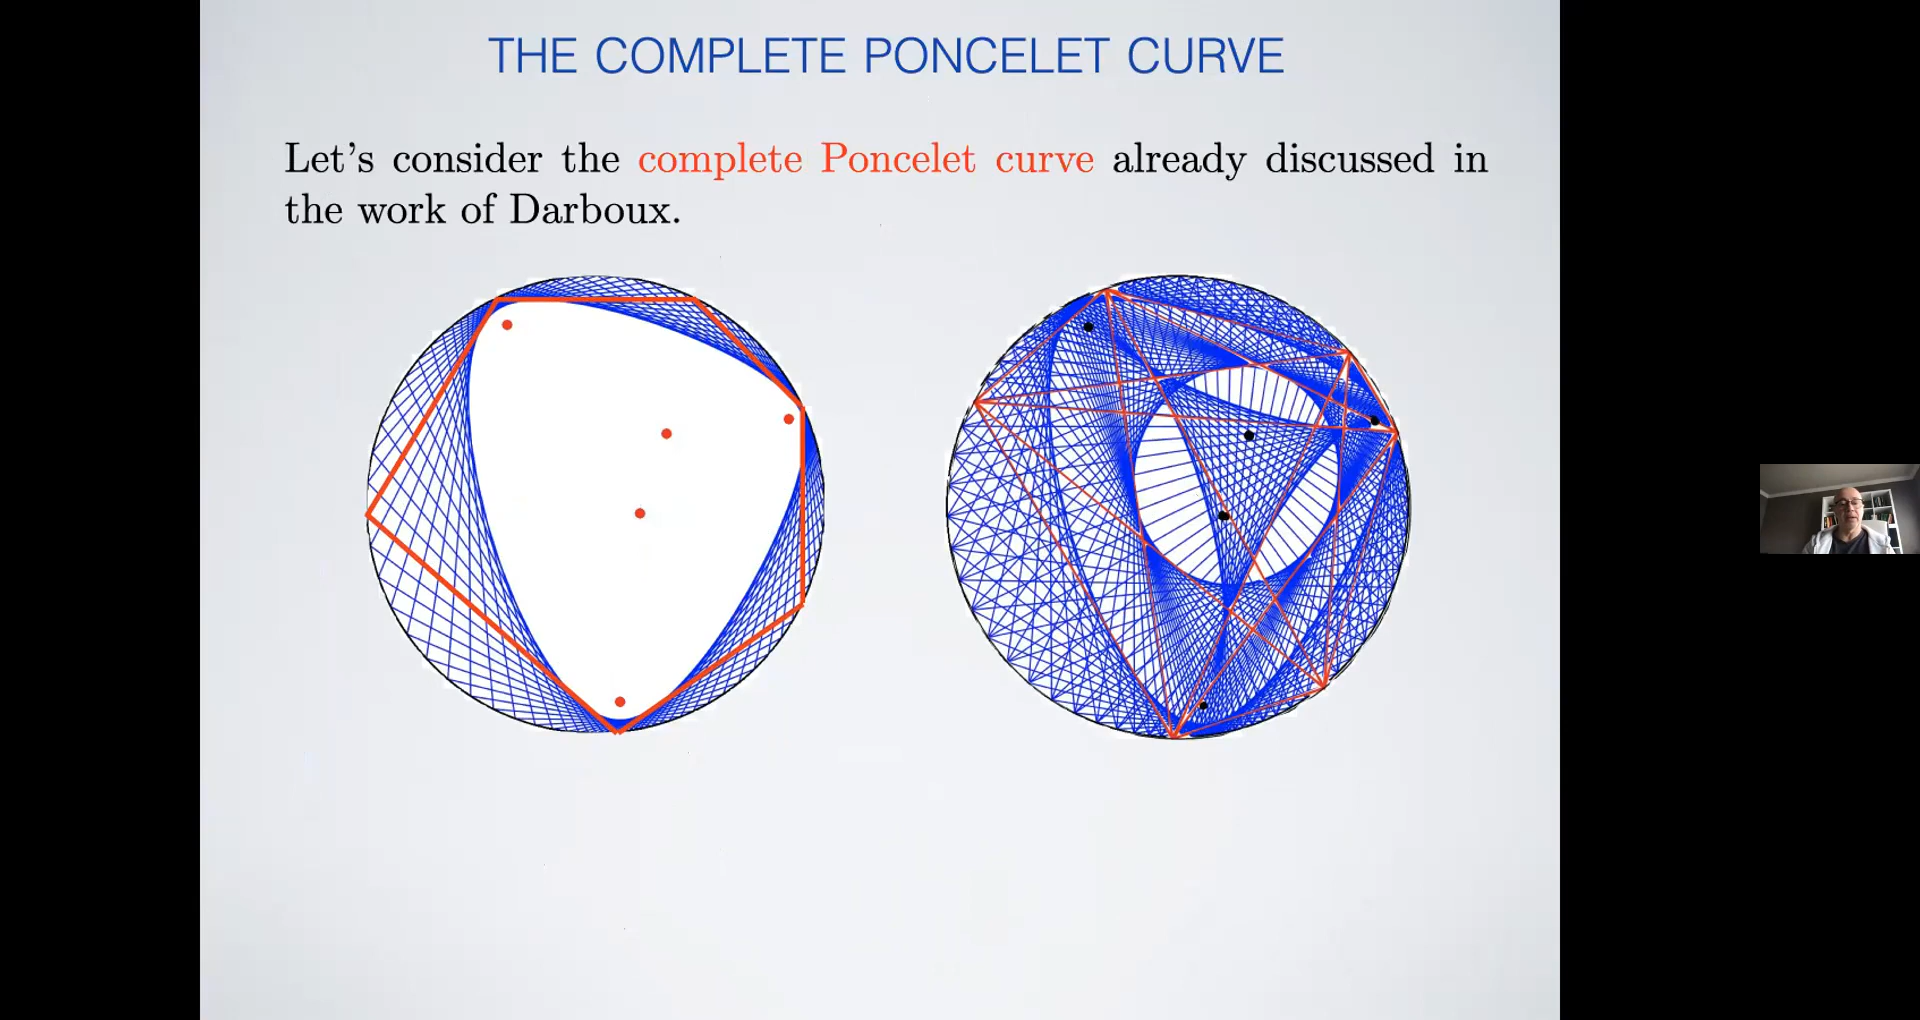 THE COMPLETE PONCELET CURVE
Let's consider the complete Poncelet curve already discussed in
the work of Darboux.